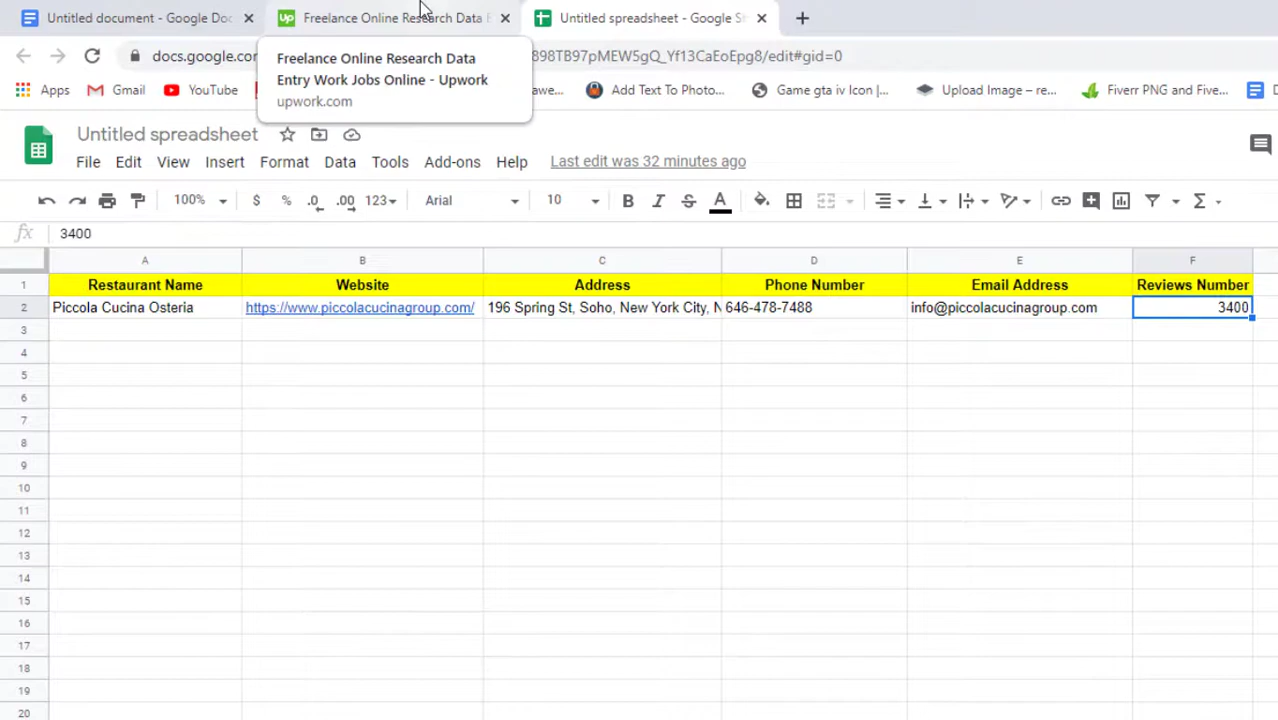 Untitled document - Google Doc
Freelance Online Research Data E
Untitled spreadsheet - Google Sh
docs.google.con
898TB97pMEW5gQ_Yf13CaEoEpg8/edit#gid=0
Freelance Online Research Data
Entry Work Jobs Online - Upwork
upwork.com
Apps
Gmail
YouTube
awe...
Add Text To Photo...
Game gta iv Icon |...
Upload Image – re...
Fiverr PNG and Five...
Untitled spreadsheet
File Edit View Insert Format Data Tools Add-ons Help Last edit was 32 minutes ago
100% $ % .0 .00 123 Arial 10 B I S A Σ
fx 3400
A B C D E F
1 Restaurant Name Website Address Phone Number Email Address Reviews Number
2 Piccola Cucina Osteria https://www.piccolacucinagroup.com/ 196 Spring St, Soho, New York City, N 646-478-7488 info@piccolacucinagroup.com 3400
3
4
5
6
7
8
9
10
11
12
13
14
15
16
17
18
19
20